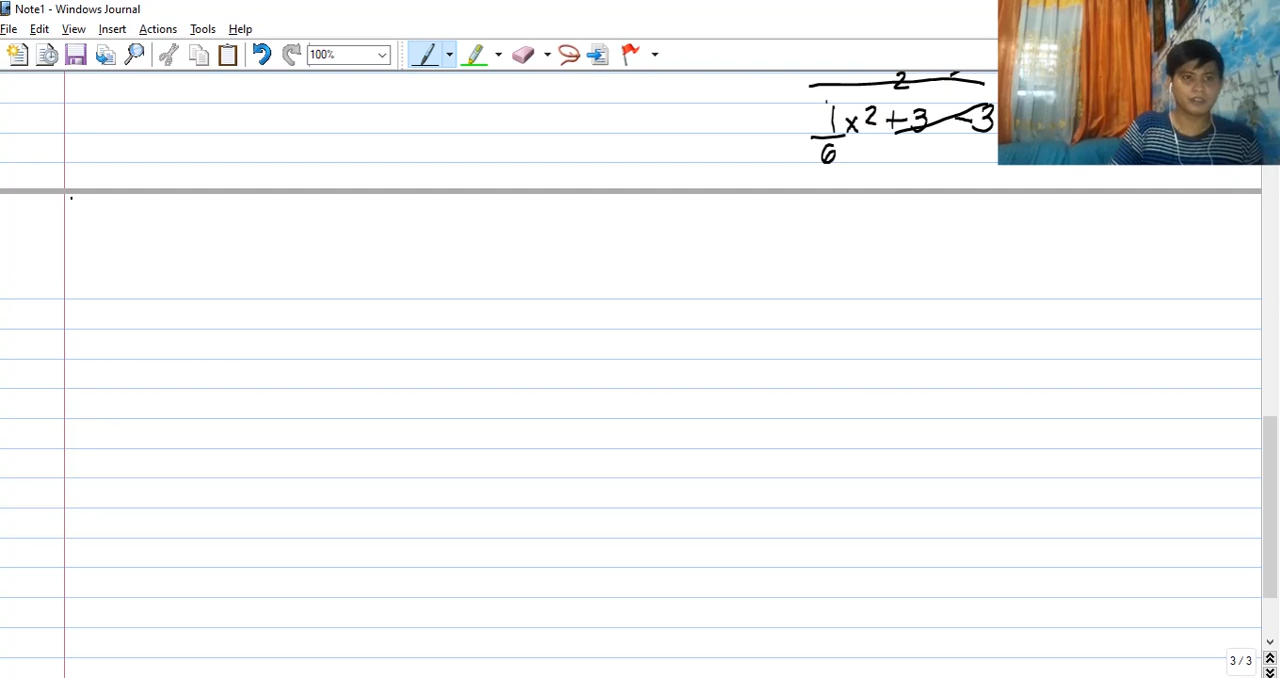 Note1 - Windows Journal
File Edit View Insert Actions Tools Help
100%
2
1x2 + 3 - 3
6
3 / 3